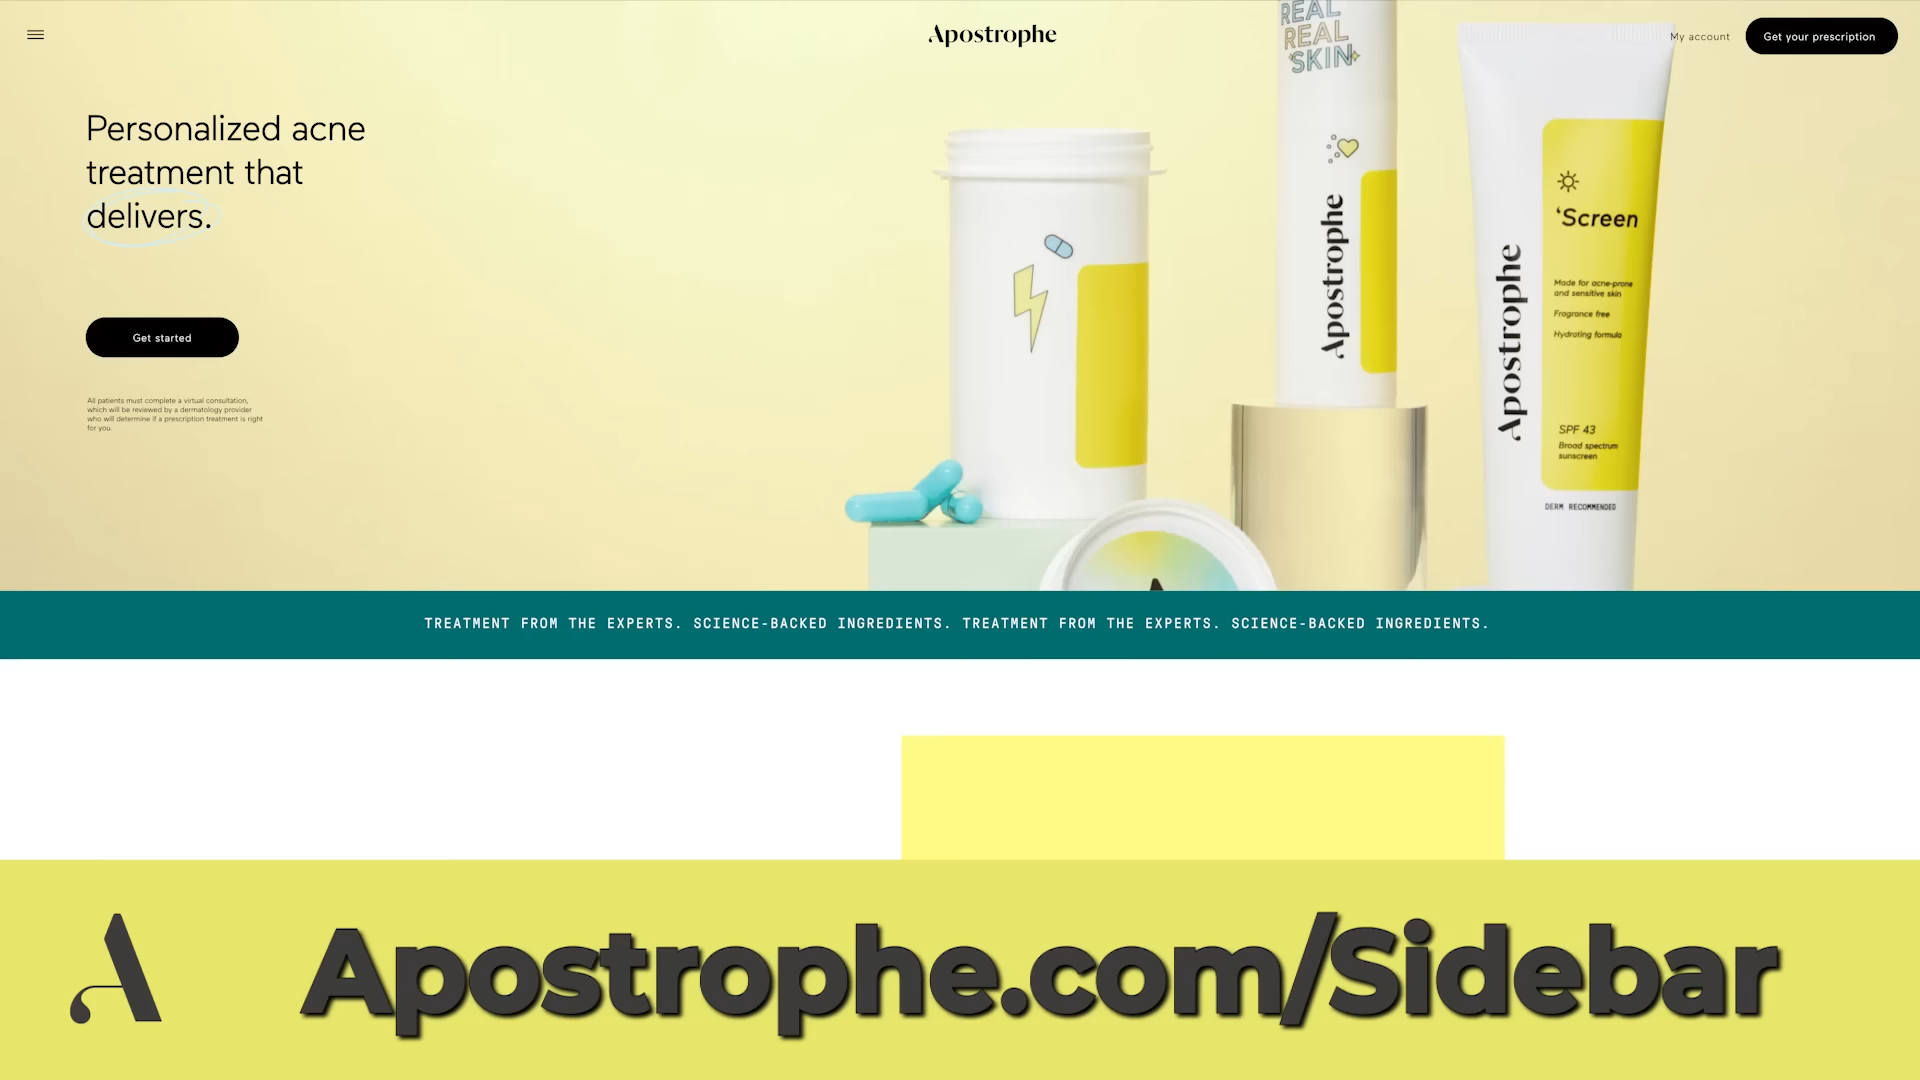 Apostrophe
My account
Get your prescription
Personalized acne
treatment that
delivers.
Get started
All patients must complete a virtual consultation,
which will be reviewed by a dermatology provider
who will determine if a prescription treatment is right
for you.
REAL
REAL
SKIN
Apostrophe
Apostrophe
‘Screen
Made for acne-prone
and sensitive skin
Fragrance free
Hydrating formula
SPF 43
Broad spectrum
sunscreen
DERM RECOMMENDED
TREATMENT FROM THE EXPERTS. SCIENCE-BACKED INGREDIENTS. TREATMENT FROM THE EXPERTS. SCIENCE-BACKED INGREDIENTS.
A Apostrophe.com/Sidebar